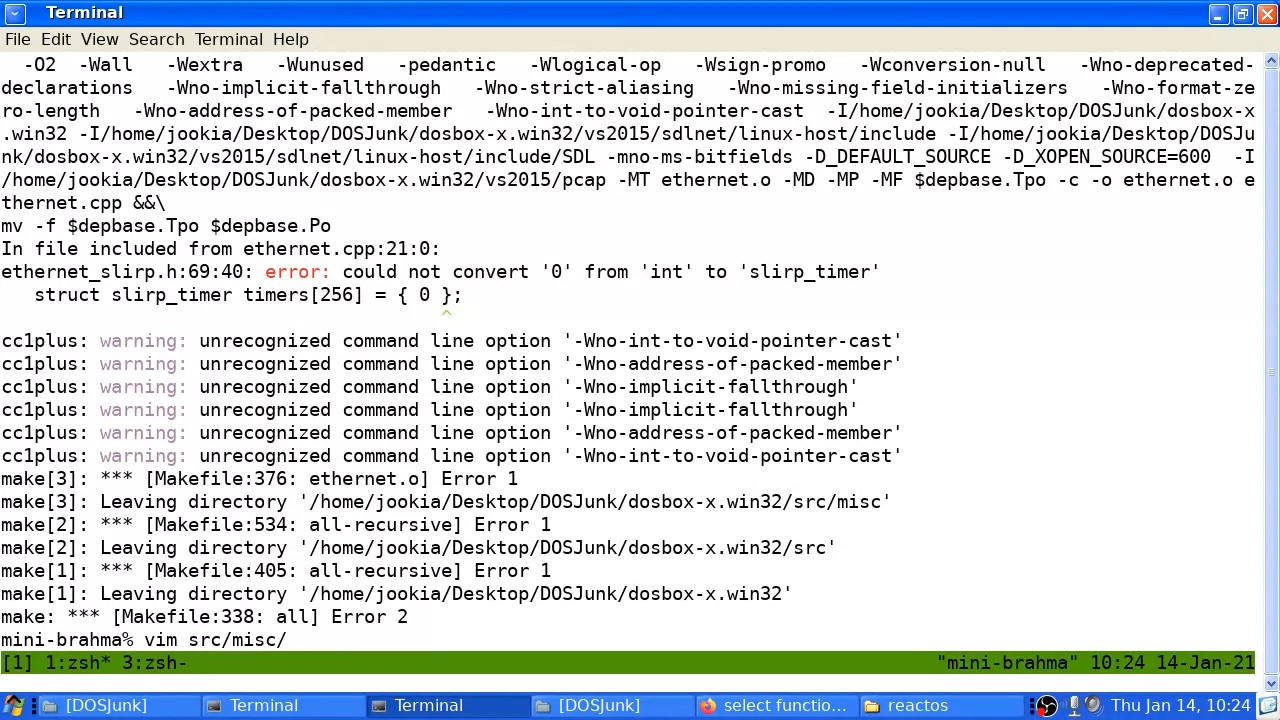 Terminal
File Edit View Search Terminal Help
-O2 -Wall -Wextra -Wunused -pedantic -Wlogical-op -Wsign-promo -Wconversion-null -Wno-deprecated-
declarations -Wno-implicit-fallthrough -Wno-strict-aliasing -Wno-missing-field-initializers -Wno-format-ze
ro-length -Wno-address-of-packed-member -Wno-int-to-void-pointer-cast -I/home/jookia/Desktop/DOSJunk/dosbox-x
.win32 -I/home/jookia/Desktop/DOSJunk/dosbox-x.win32/vs2015/sdlnet/linux-host/include -I/home/jookia/Desktop/DOSJu
nk/dosbox-x.win32/vs2015/sdlnet/linux-host/include/SDL -mno-ms-bitfields -D_DEFAULT_SOURCE -D_XOPEN_SOURCE=600 -I
/home/jookia/Desktop/DOSJunk/dosbox-x.win32/vs2015/pcap -MT ethernet.o -MD -MP -MF $depbase.Tpo -c -o ethernet.o e
thernet.cpp &&\
mv -f $depbase.Tpo $depbase.Po
In file included from ethernet.cpp:21:0:
ethernet_slirp.h:69:40: error: could not convert '0' from 'int' to 'slirp_timer'
struct slirp_timer timers[256] = { 0 };
^
cc1plus: warning: unrecognized command line option '-Wno-int-to-void-pointer-cast'
cc1plus: warning: unrecognized command line option '-Wno-address-of-packed-member'
cc1plus: warning: unrecognized command line option '-Wno-implicit-fallthrough'
cc1plus: warning: unrecognized command line option '-Wno-implicit-fallthrough'
cc1plus: warning: unrecognized command line option '-Wno-address-of-packed-member'
cc1plus: warning: unrecognized command line option '-Wno-int-to-void-pointer-cast'
make[3]: *** [Makefile:376: ethernet.o] Error 1
make[3]: Leaving directory '/home/jookia/Desktop/DOSJunk/dosbox-x.win32/src/misc'
make[2]: *** [Makefile:534: all-recursive] Error 1
make[2]: Leaving directory '/home/jookia/Desktop/DOSJunk/dosbox-x.win32/src'
make[1]: *** [Makefile:405: all-recursive] Error 1
make[1]: Leaving directory '/home/jookia/Desktop/DOSJunk/dosbox-x.win32'
make: *** [Makefile:338: all] Error 2
mini-brahma% vim src/misc/
[1] 1:zsh* 3:zsh- "mini-brahma" 10:24 14-Jan-21
[DOSJunk] Terminal Terminal [DOSJunk] select functio... reactos Thu Jan 14, 10:24